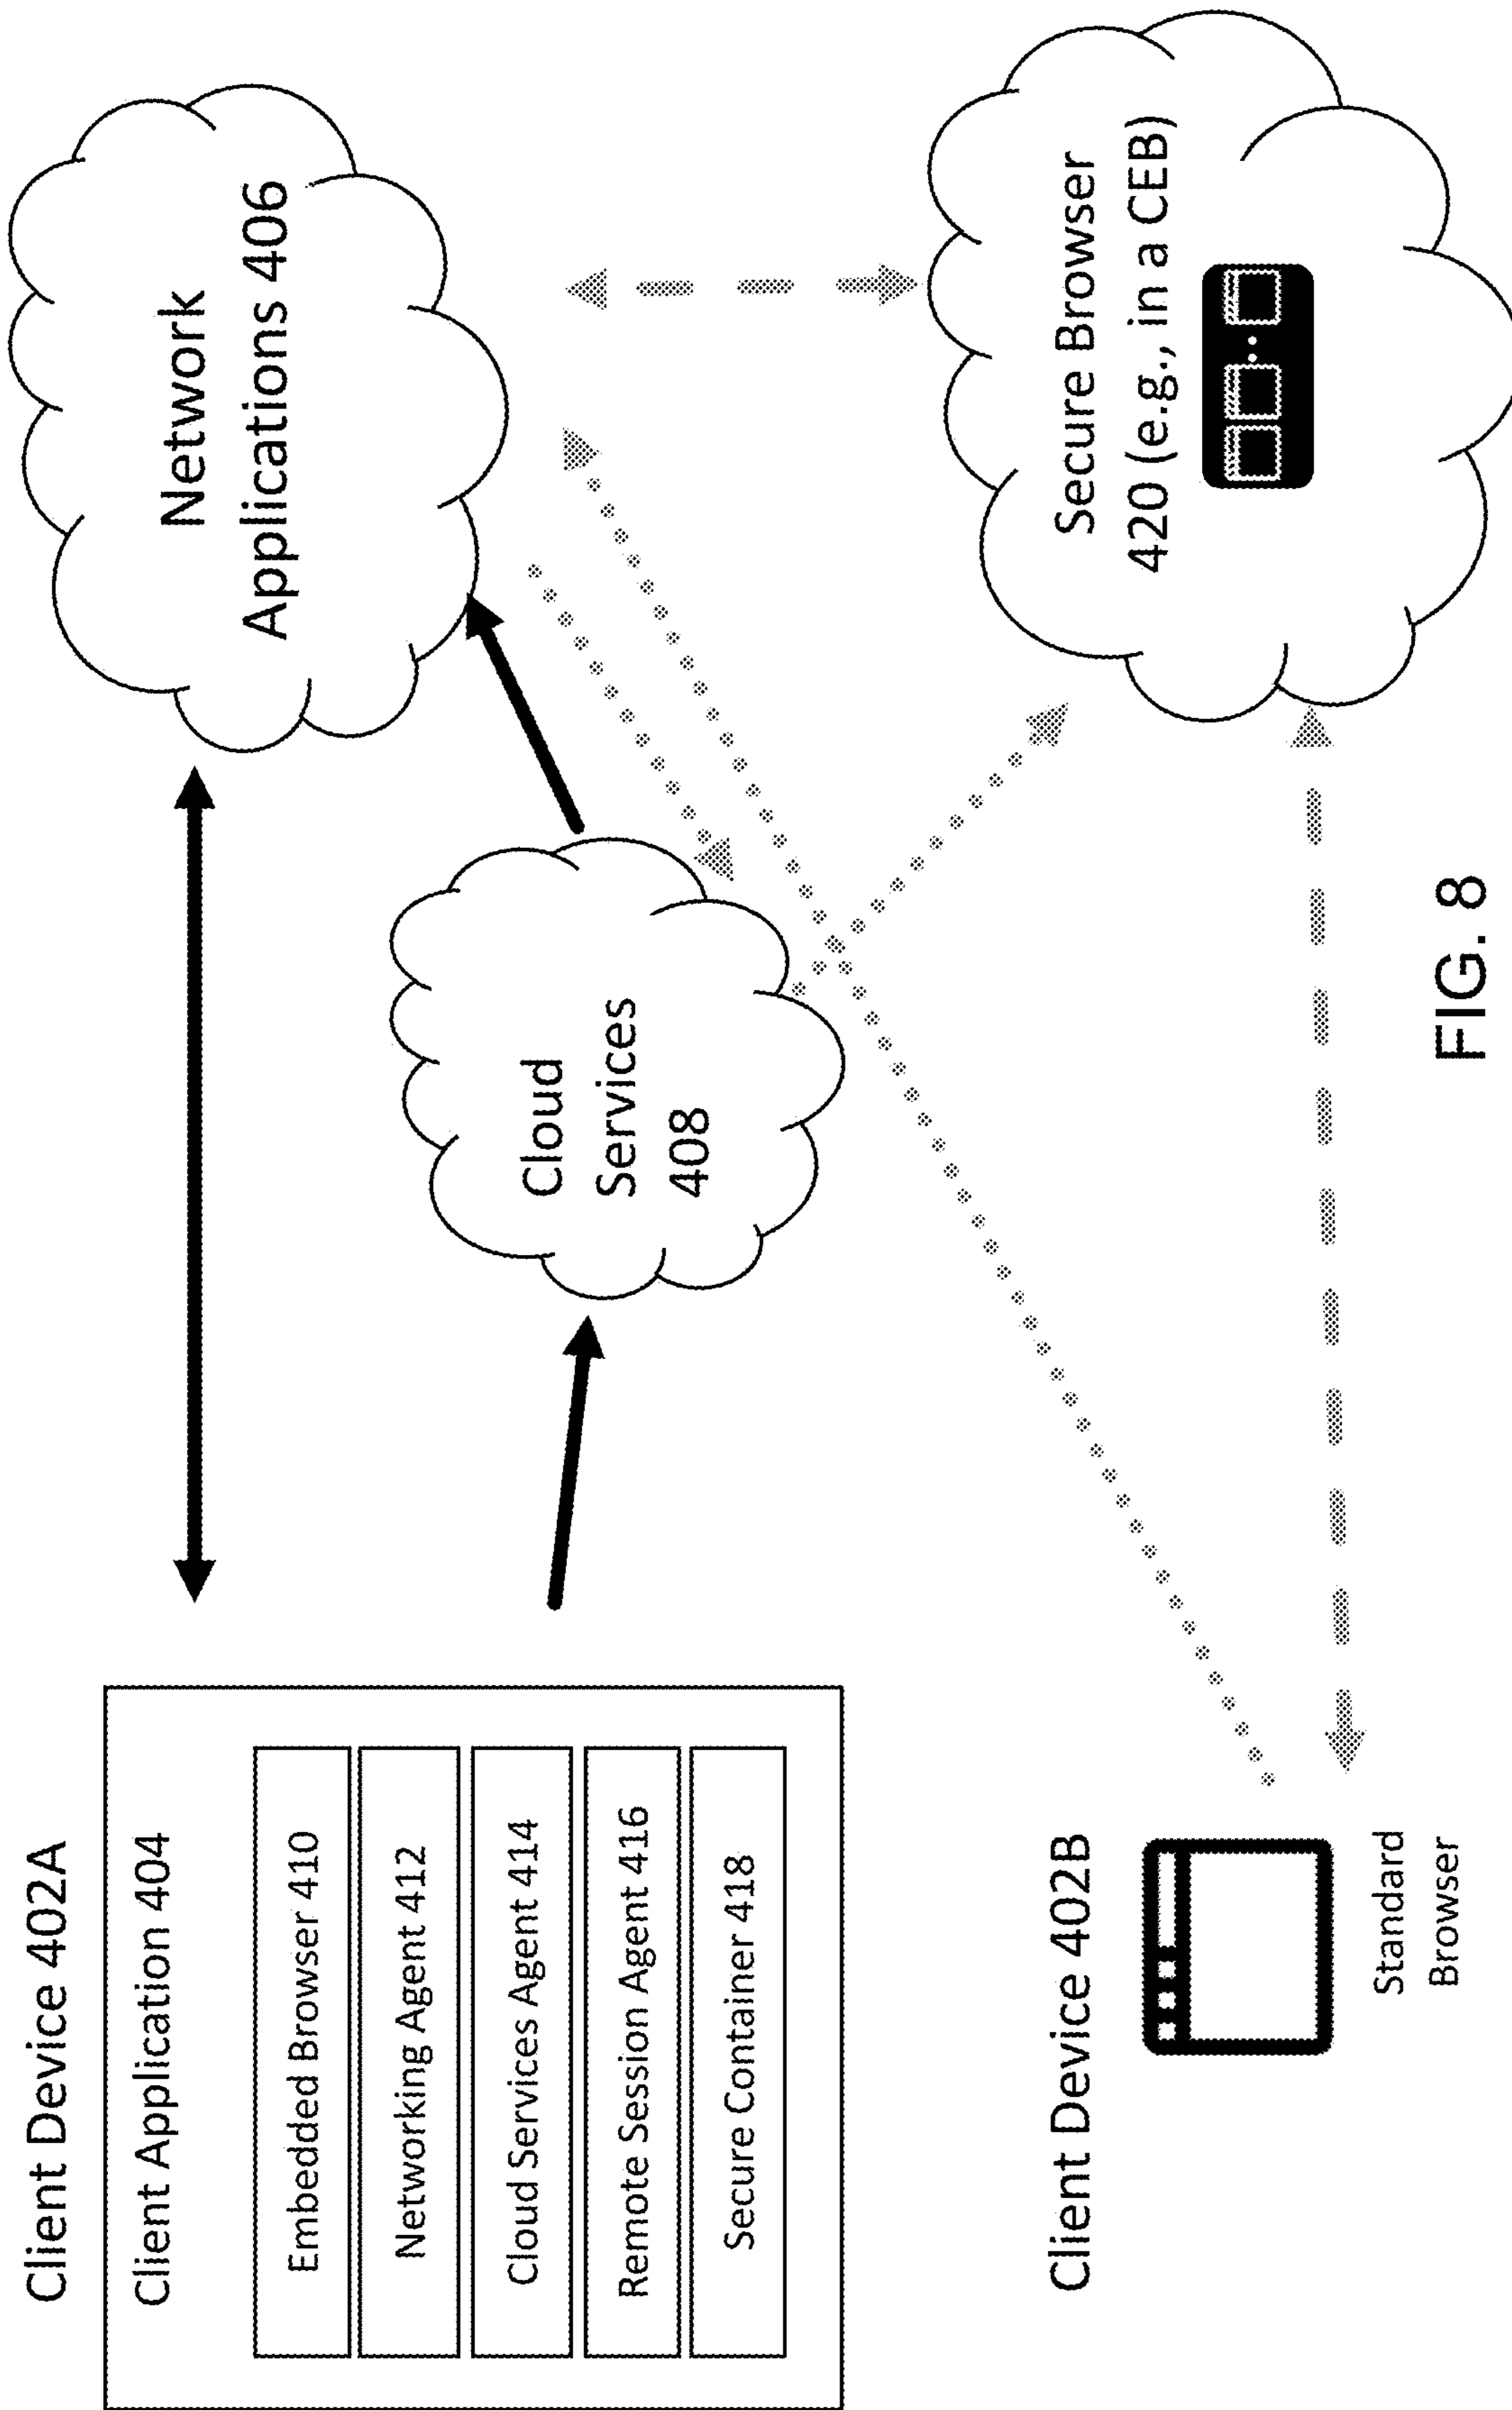 Client Device 402A
Client Application 404
Embedded Browser 410
Networking Agent 412
Cloud Services Agent 414
Remote Session Agent 416
Secure Container 418
Network
Applications 406
Cloud
Services
408
Client Device 402B
Standard
Browser
Secure Browser
420 (e.g., in a CEB)
FIG. 8